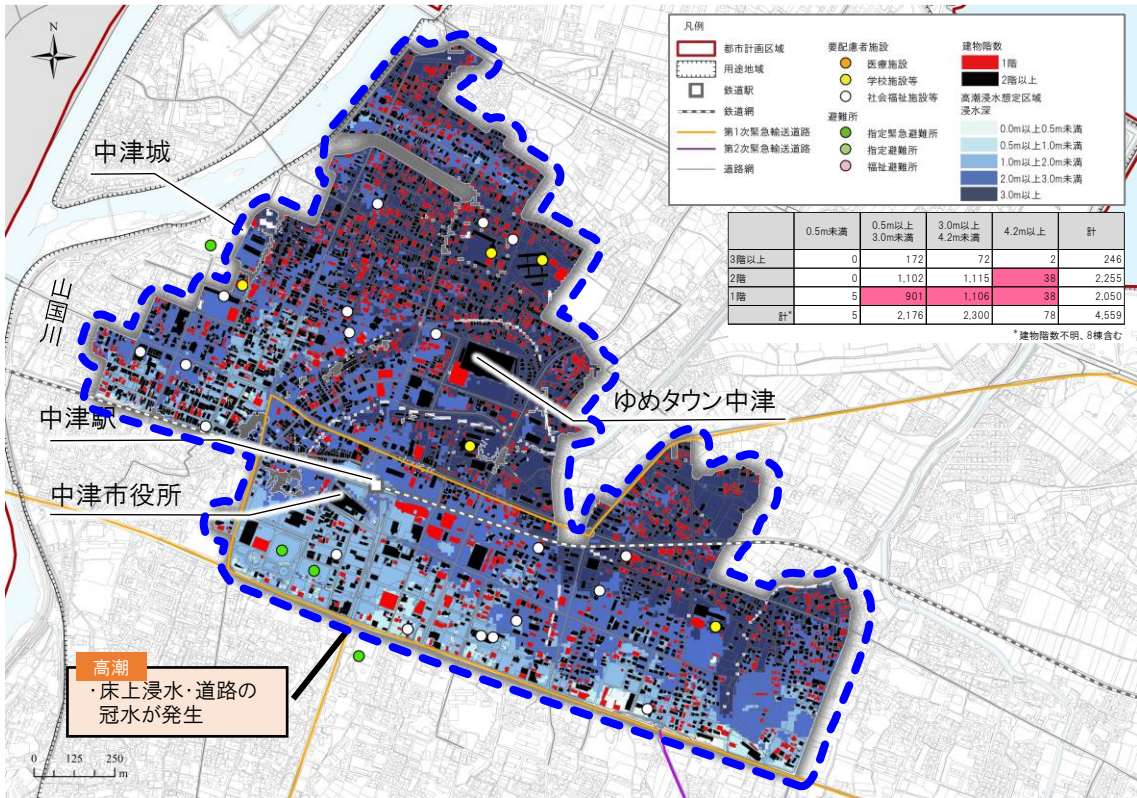 N
凡例
都市計画区域
用途地域
鉄道駅
鉄道網
第1次緊急輸送道路
第2次緊急輸送道路
道路網
要配慮者施設
医療施設
学校施設等
社会福祉施設等
避難所
指定緊急避難所
指定避難所
福祉避難所
建物階数
1階
2階以上
高潮浸水想定区域
浸水深
0.0m以上0.5m未満
0.5m以上1.0m未満
1.0m以上2.0m未満
2.0m以上3.0m未満
3.0m以上
0.5m未満 0.5m以上3.0m未満 3.0m以上4.2m未満 4.2m以上 計
3階以上 0 172 72 2 246
2階 0 1,102 1,115 38 2,255
1階 5 901 1,106 38 2,050
計* 5 2,176 2,300 78 4,559
*建物階数不明、8棟含む
中津城
山国川
ゆめタウン中津
中津駅
中津市役所
高潮
・床上浸水・道路の
冠水が発生
0 125 250
m